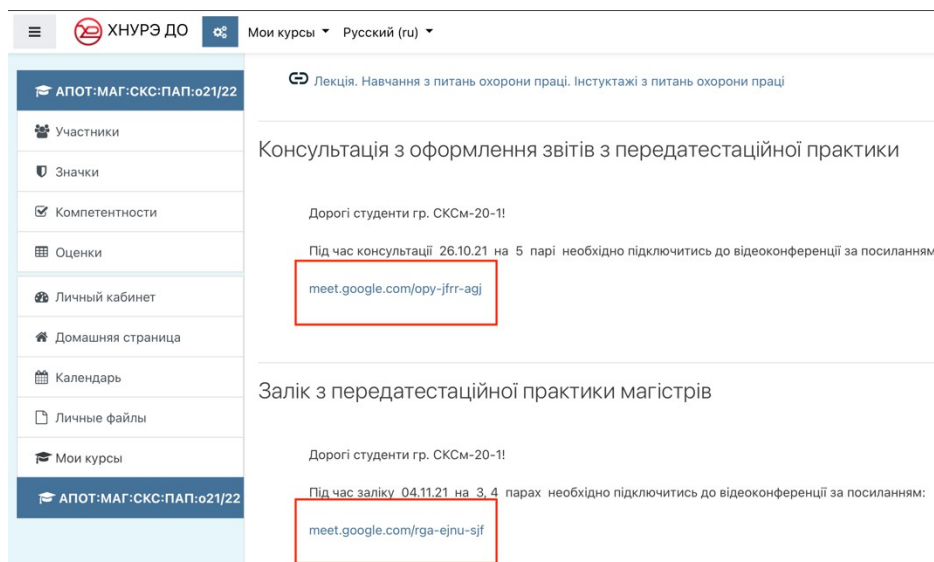 ХНУРЭ ДО
Мои курсы
Русский (ru)
АПОТ:МАГ:СКС:ПАП:о21/22
Участники
Значки
Компетентности
Оценки
Личный кабинет
Домашняя страница
Календарь
Личные файлы
Мои курсы
АПОТ:МАГ:СКС:ПАП:о21/22
Лекція. Навчання з питань охорони праці. Інстуктажі з питань охорони праці
Консультація з оформлення звітів з передатестаційної практики
Дорогі студенти гр. СКСм-20-1!
Під час консультації 26.10.21 на 5 парі необхідно підключитись до відеоконференції за посиланням
meet.google.com/opy-jfrr-agj
Залік з передатестаційної практики магістрів
Дорогі студенти гр. СКСм-20-1!
Під час заліку 04.11.21 на 3, 4 парах необхідно підключитись до відеоконференції за посиланням:
meet.google.com/rga-ejnu-sjf